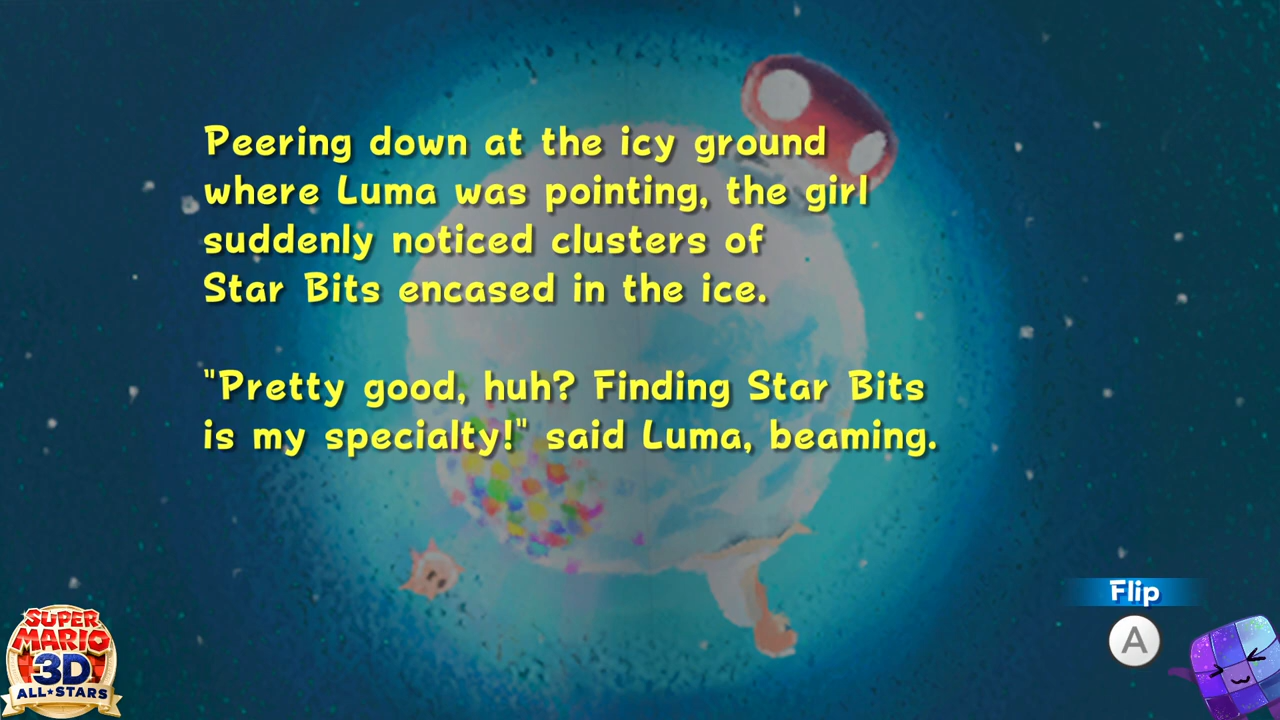 Peering down at the icy ground
where Luma was pointing, the girl
suddenly noticed clusters of
Star Bits encased in the ice.
"Pretty good, huh? Finding Star Bits
is my specialty!" said Luma, beaming.
Flip
A
SUPER
MARIO
3D
ALL★STARS